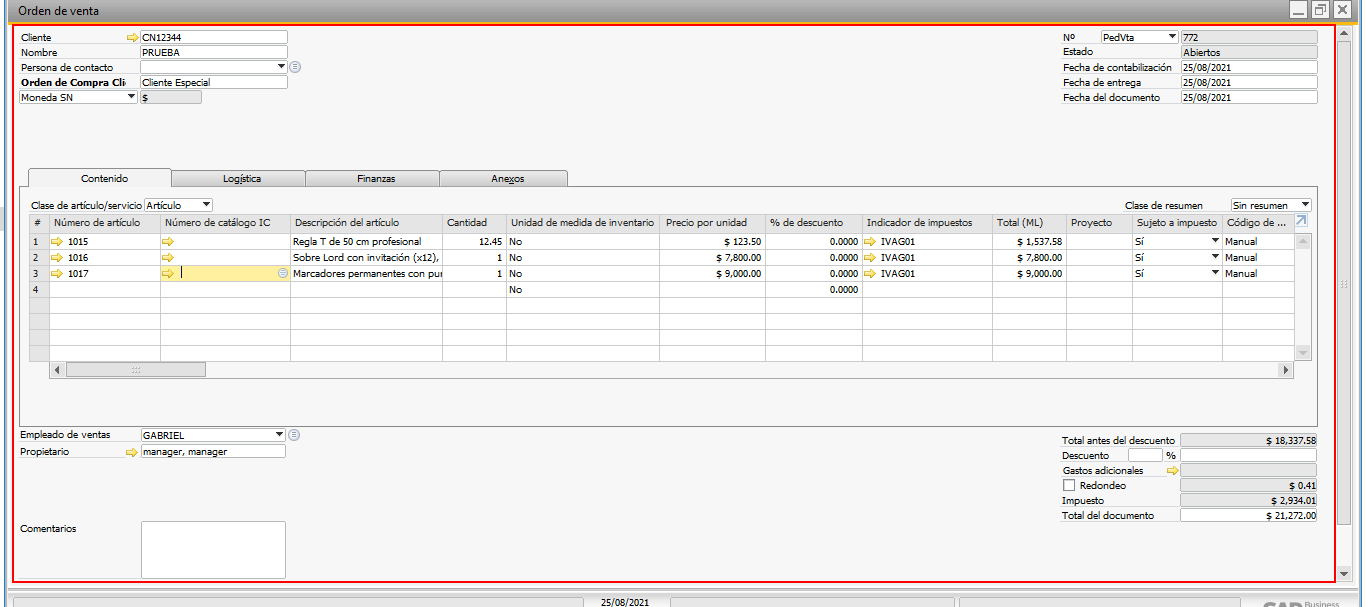 Orden de venta
Cliente CN12344
Nombre PRUEBA
Persona de contacto
Orden de Compra Cli Cliente Especial
Moneda SN $
Nº PedVta 772
Estado Abiertos
Fecha de contabilización 25/08/2021
Fecha de entrega 25/08/2021
Fecha del documento 25/08/2021
Contenido Logística Finanzas Anexos
Clase de artículo/servicio Artículo Clase de resumen Sin resumen
# Número de artículo Número de catálogo IC Descripción del artículo Cantidad Unidad de medida de inventario Precio por unidad % de descuento Indicador de impuestos Total (ML) Proyecto Sujeto a impuesto Código de ...
1 1015 Regla T de 50 cm profesional 12.45 No $ 123.50 0.0000 IVAG01 $ 1,537.58 Sí Manual
2 1016 Sobre Lord con invitación (x12), 1 No $ 7,800.00 0.0000 IVAG01 $ 7,800.00 Sí Manual
3 1017 Marcadores permanentes con pur 1 No $ 9,000.00 0.0000 IVAG01 $ 9,000.00 Sí Manual
4 No 0.0000
Empleado de ventas GABRIEL
Propietario manager, manager
Comentarios
Total antes del descuento $ 18,337.58
Descuento %
Gastos adicionales
Redondeo $ 0.41
Impuesto $ 2,934.01
Total del documento $ 21,272.00
25/08/2021
Business